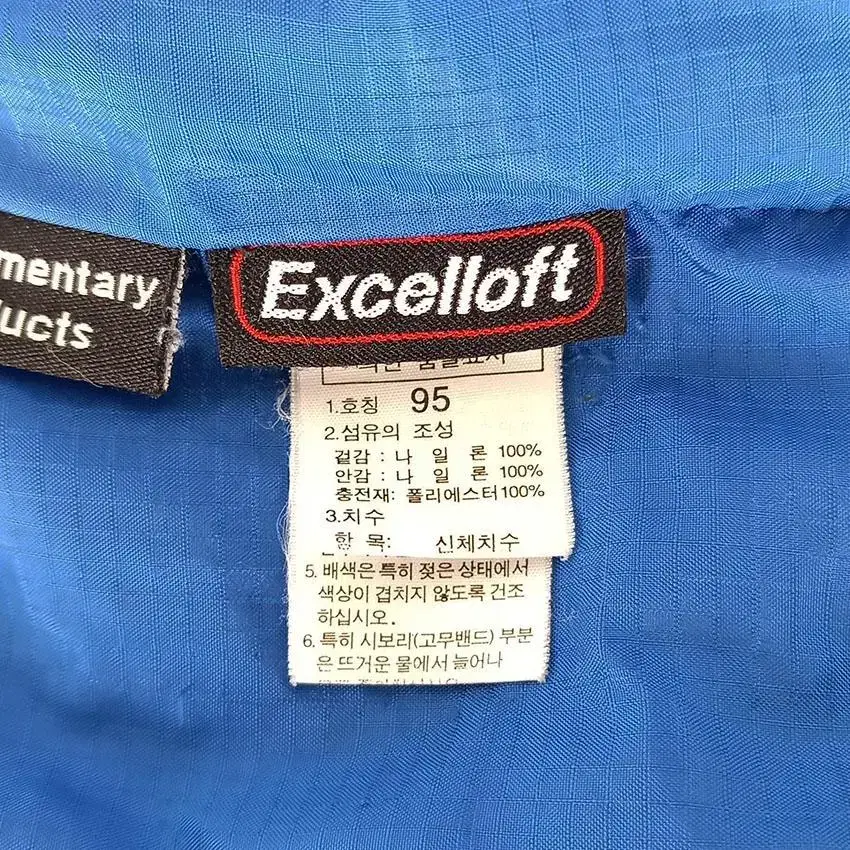 mentary
ucts
Excelloft
1.호칭 95
2.섬유의 조성
겉감 : 나 일 론 100%
안감 : 나 일 론 100%
충전재: 폴리에스터100%
3.치수
항 목: 신체치수
5. 배색은 특히 젖은 상태에서
색상이 겹치지 않도록 건조
하십시오.
6. 특히 시보리(고무밴드) 부분
은 뜨거운 물에서 늘어나